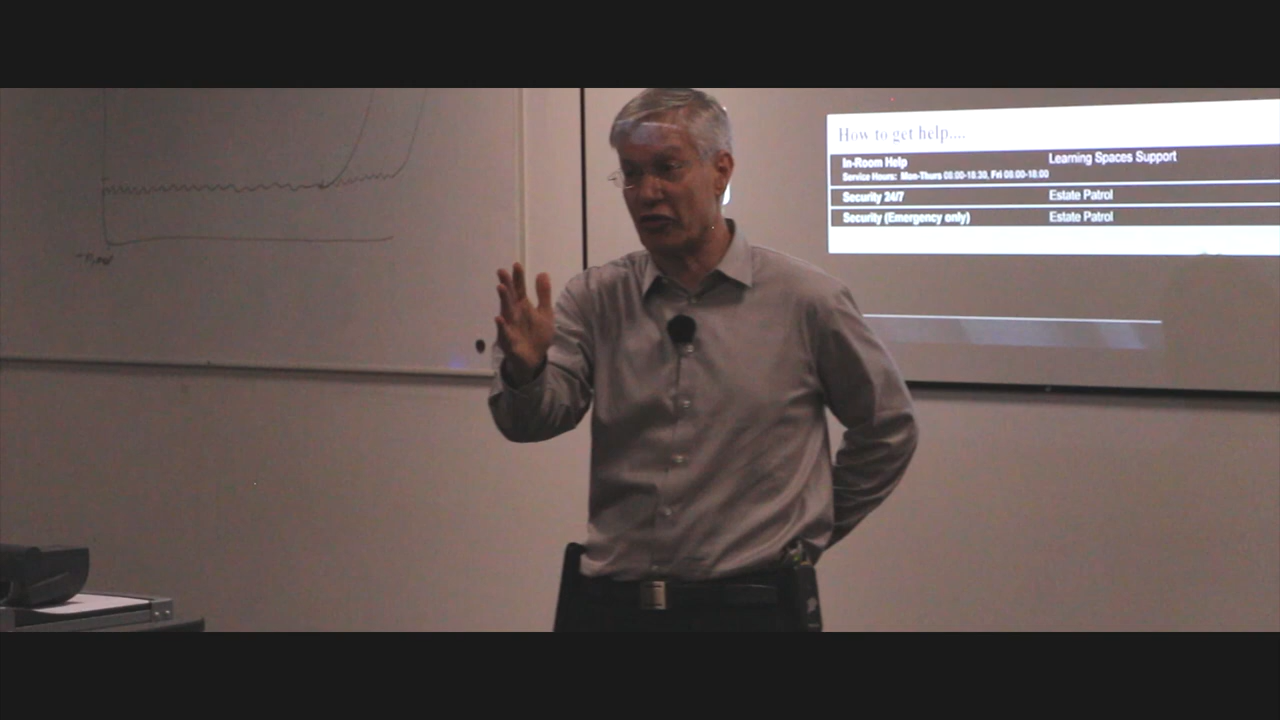 How to get help....
In-Room Help Learning Spaces Support
Service Hours: Mon-Thurs 08:00-18:30, Fri 08:00-18:00
Security 24/7 Estate Patrol
Security (Emergency only) Estate Patrol